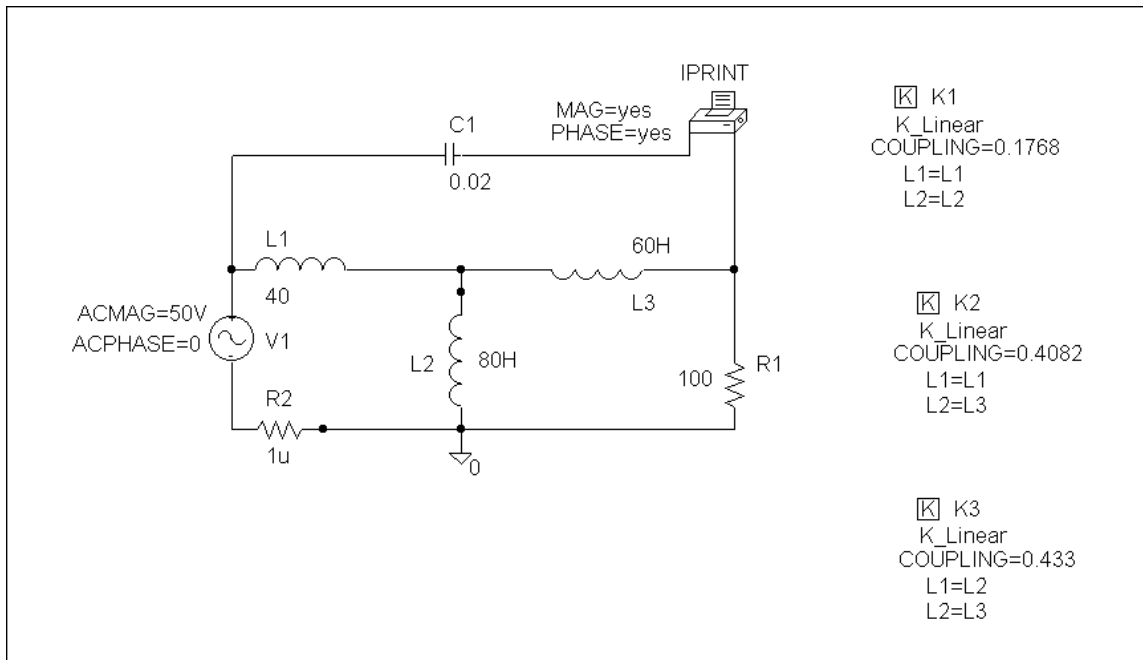 IPRINT
MAG=yes
PHASE=yes
C1
0.02
L1
40
60H
L3
ACMAG=50V
ACPHASE=0
V1
L2
80H
100
R1
R2
1u
0
K K1
K_Linear
COUPLING=0.1768
L1=L1
L2=L2
K K2
K_Linear
COUPLING=0.4082
L1=L1
L2=L3
K K3
K_Linear
COUPLING=0.433
L1=L2
L2=L3